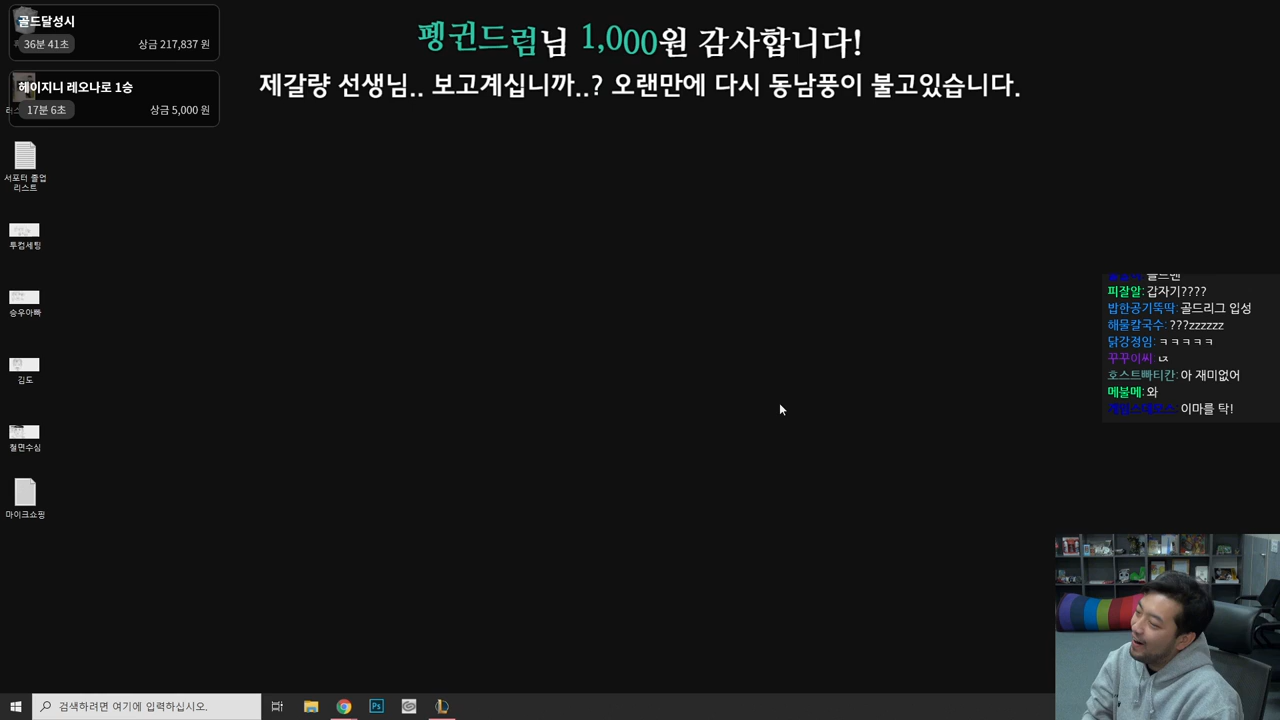 골드달성시
36분 41초
상금 217,837 원
헤이지니 레오나로 1승
17분 6초
상금 5,000 원
펭귄드럼님 1,000원 감사합니다!
제갈량 선생님.. 보고계십니까..? 오랜만에 다시 동남풍이 불고있습니다.
서포터 졸업
리스트
투컴세팅
승우아빠
김도
철면수심
마이크쇼핑
골드맨
피잘알: 갑자기????
밥한공기뚝딱: 골드리그 입성
해물칼국수: ???zzzzzz
닭강정임: ㅋㅋㅋㅋㅋ
꾸꾸이씨: ㄵ
호스트빠티칸: 아 재미없어
메불메: 와
이마를 탁!
검색하려면 여기에 입력하십시오.
Ps